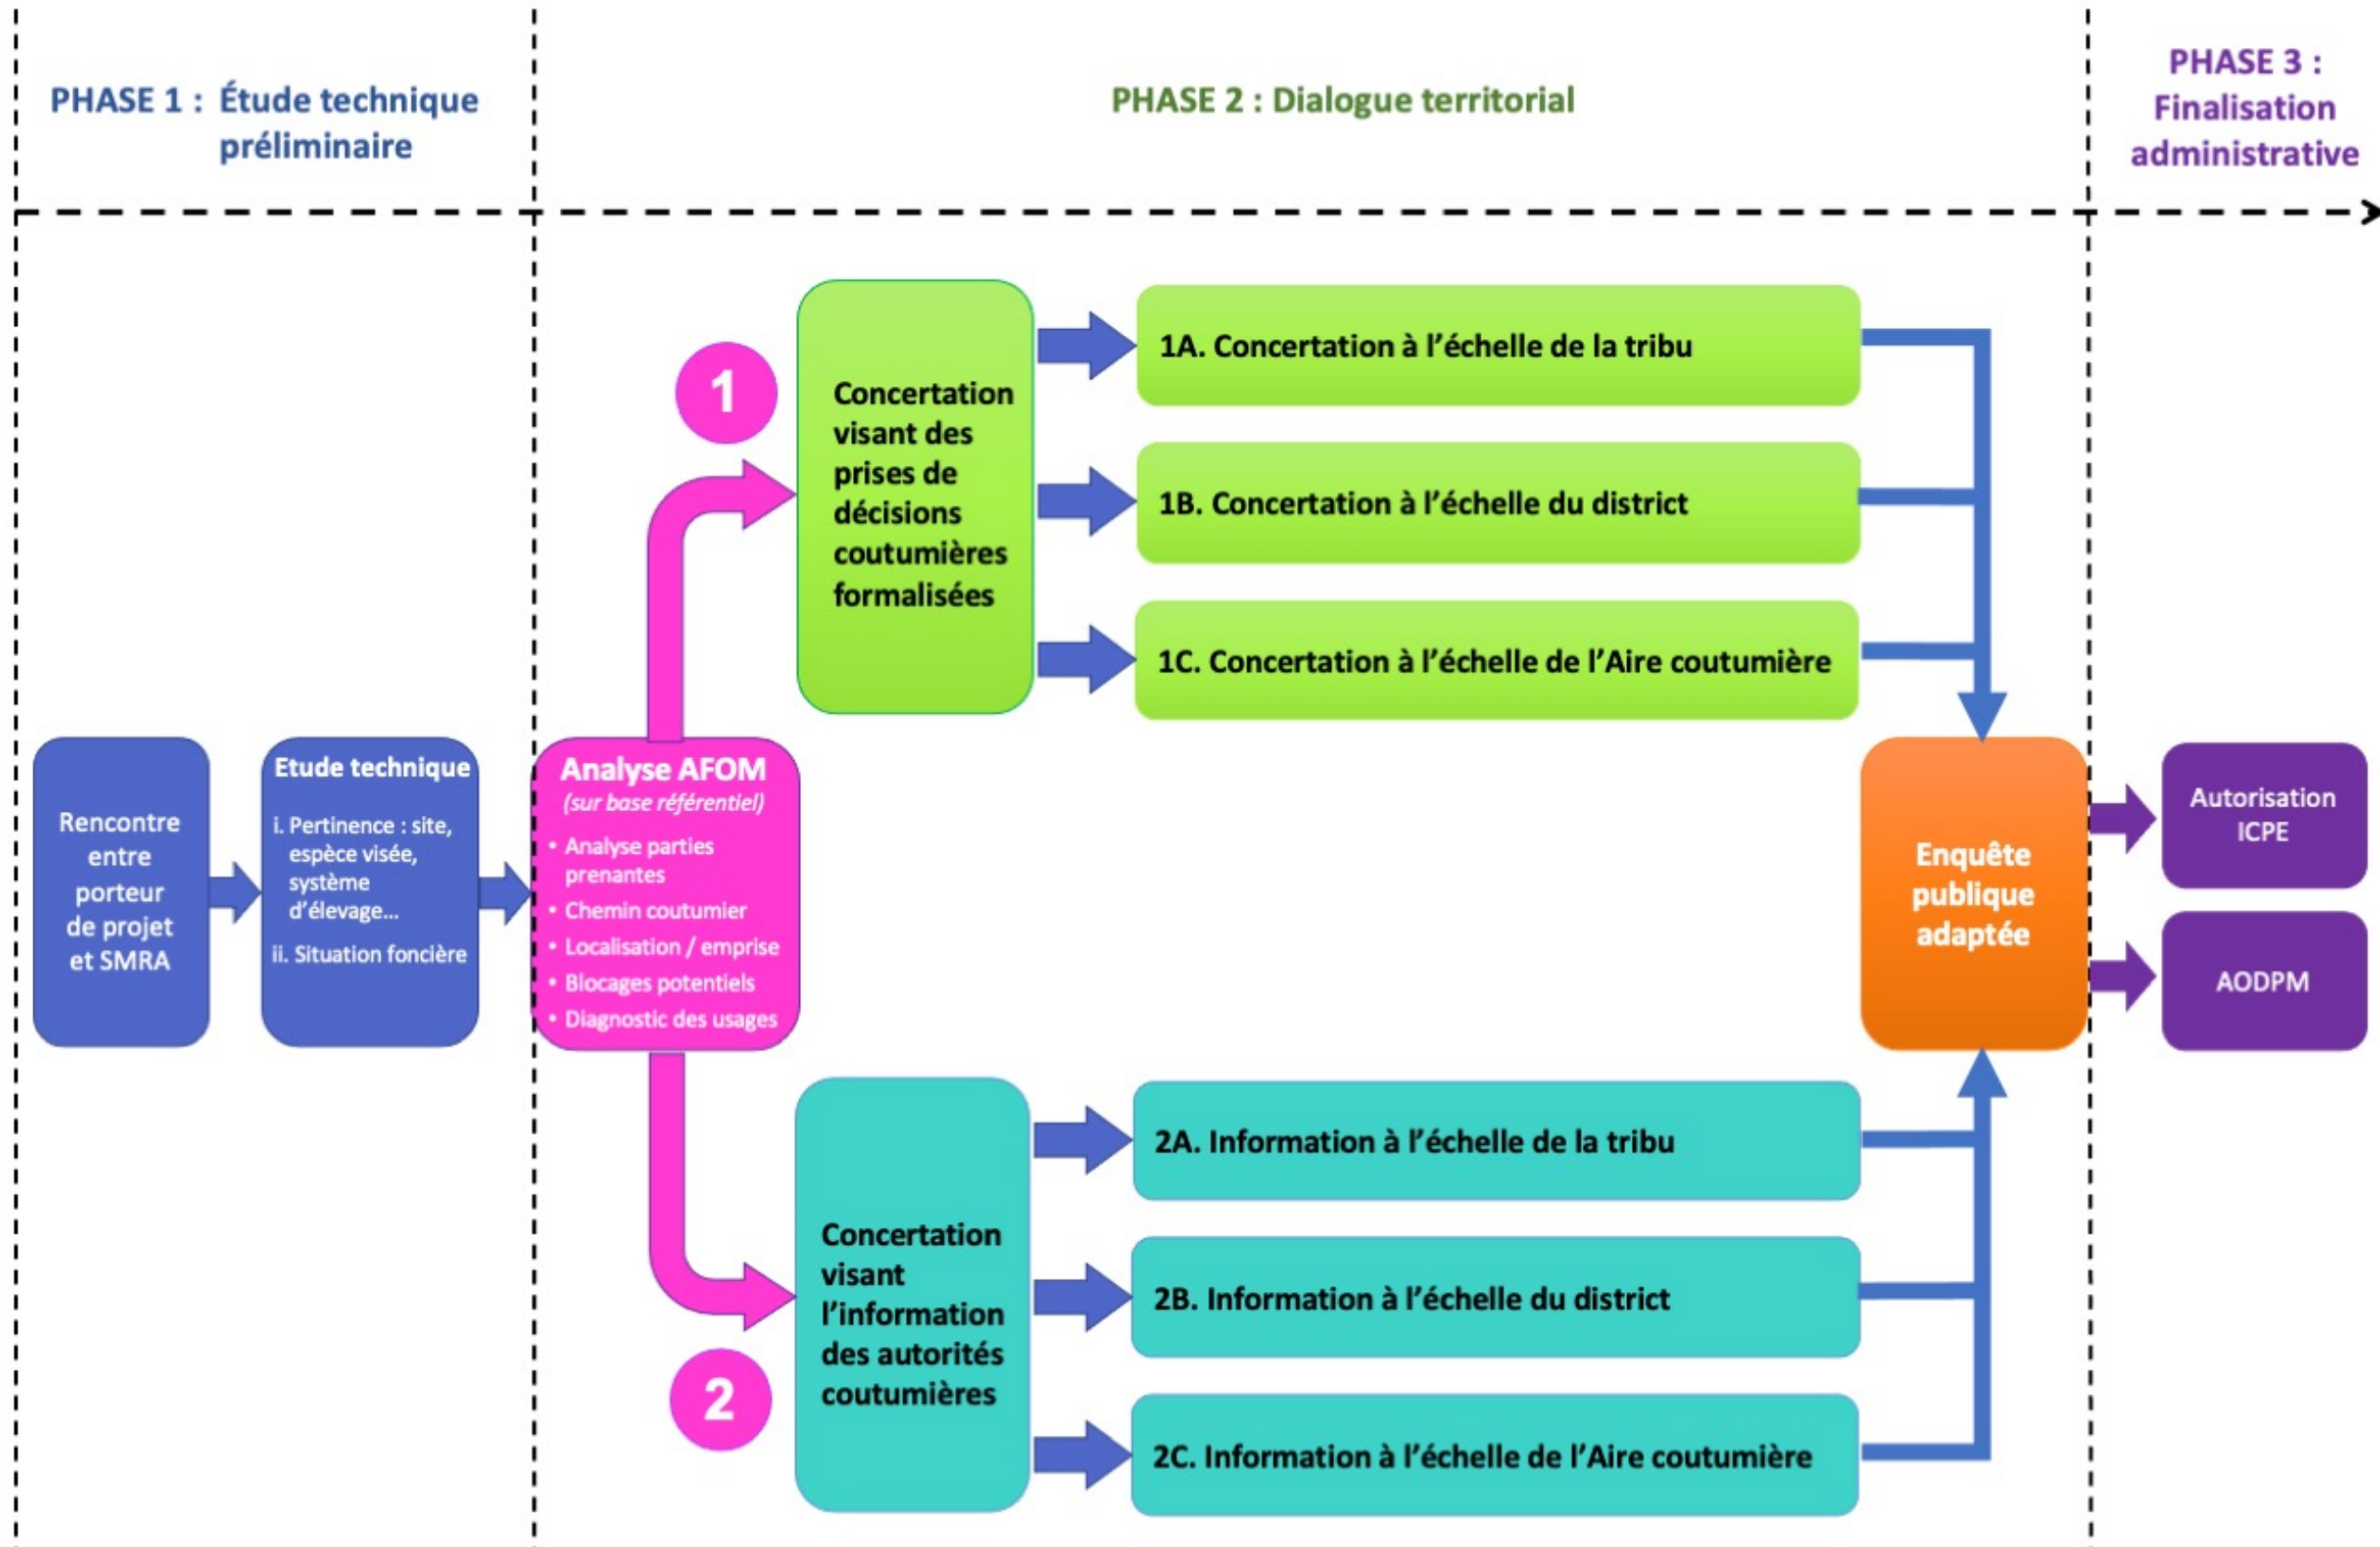 PHASE 1 : Étude technique
préliminaire
PHASE 2 : Dialogue territorial
PHASE 3 :
Finalisation
administrative
Rencontre
entre
porteur
de projet
et SMRA
Etude technique
i. Pertinence : site,
espèce visée,
système
d'élevage...
ii. Situation foncière
Analyse AFOM
(sur base référentiel)
• Analyse parties
prenantes
• Chemin coutumier
• Localisation / emprise
• Blocages potentiels
• Diagnostic des usages
1
Concertation
visant des
prises de
décisions
coutumières
formalisées
1A. Concertation à l'échelle de la tribu
1B. Concertation à l'échelle du district
1C. Concertation à l'échelle de l'Aire coutumière
2
Concertation
visant
l'information
des autorités
coutumières
2A. Information à l'échelle de la tribu
2B. Information à l'échelle du district
2C. Information à l'échelle de l'Aire coutumière
Enquête
publique
adaptée
Autorisation
ICPE
AODPM